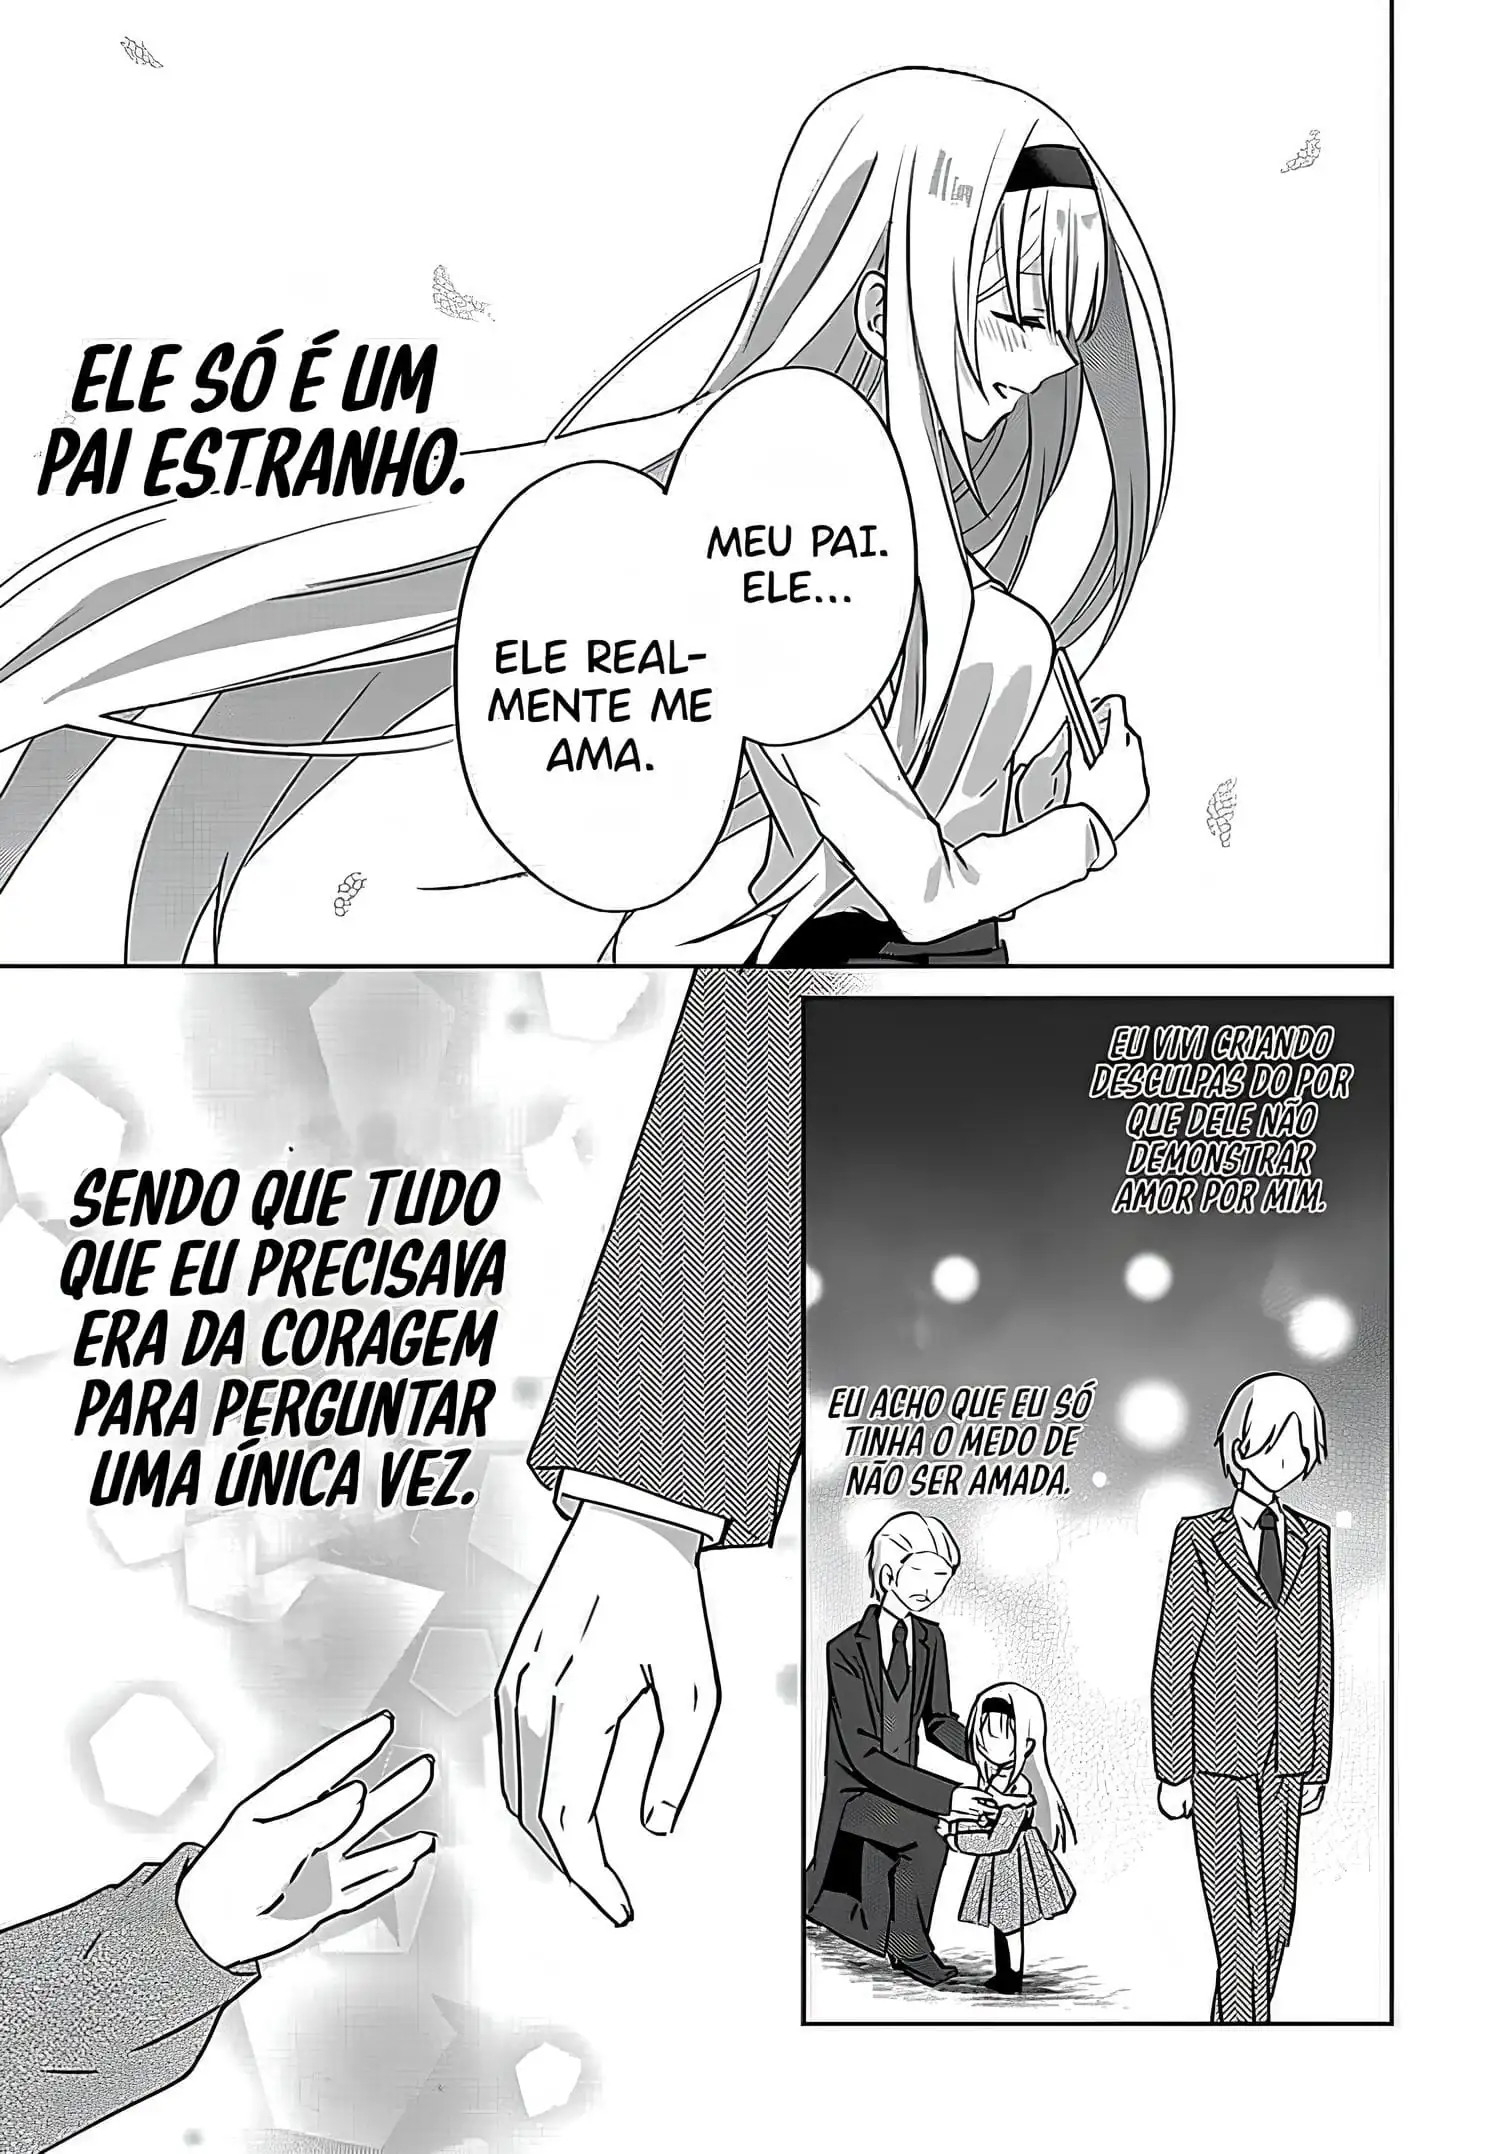 MEU PAI.
ELE...
ELE REAL-
MENTE ME
AMA.
ELE SÓ É UM
PAI ESTRANHO.
EU VIVI CRIANDO
DESCULPAS DO POR
QUE DELE NÃO
DEMONSTRAR
AMOR POR MIM.
EU ACHO QUE EU SÓ
TINHA O MEDO DE
NÃO SER AMADA.
SENDO QUE TUDO
QUE EU PRECISAVA
ERA DA CORAGEM
PARA PERGUNTAR
UMA ÚNICA VEZ.